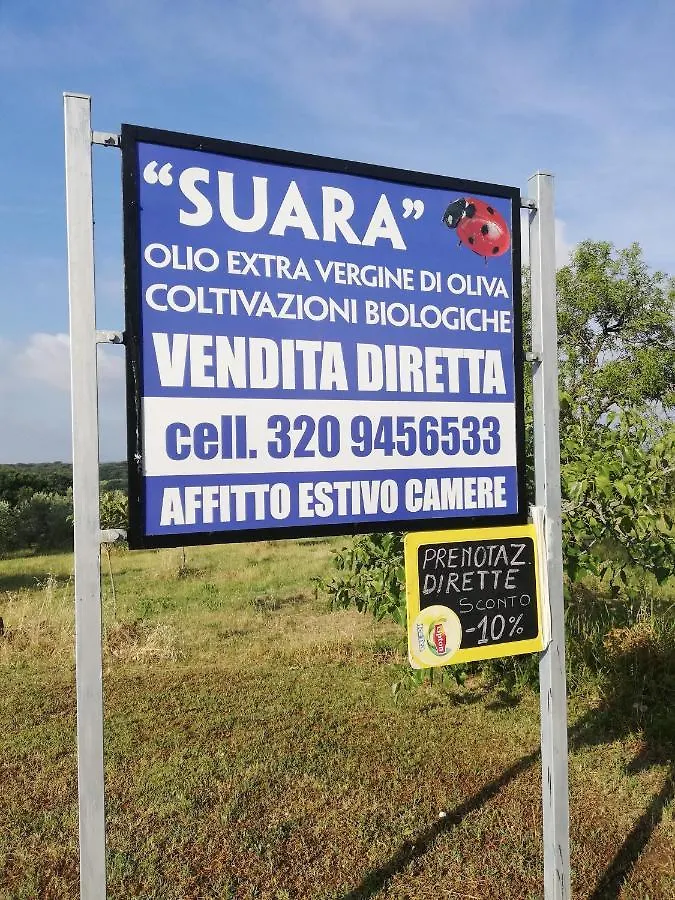 "SUARA"
OLIO EXTRA VERGINE DI OLIVA
COLTIVAZIONI BIOLOGICHE
VENDITA DIRETTA
cell. 320 9456533
AFFITTO ESTIVO CAMERE
PRENOTAZ.
DIRETTE
SCONTO
-10%
Lipton